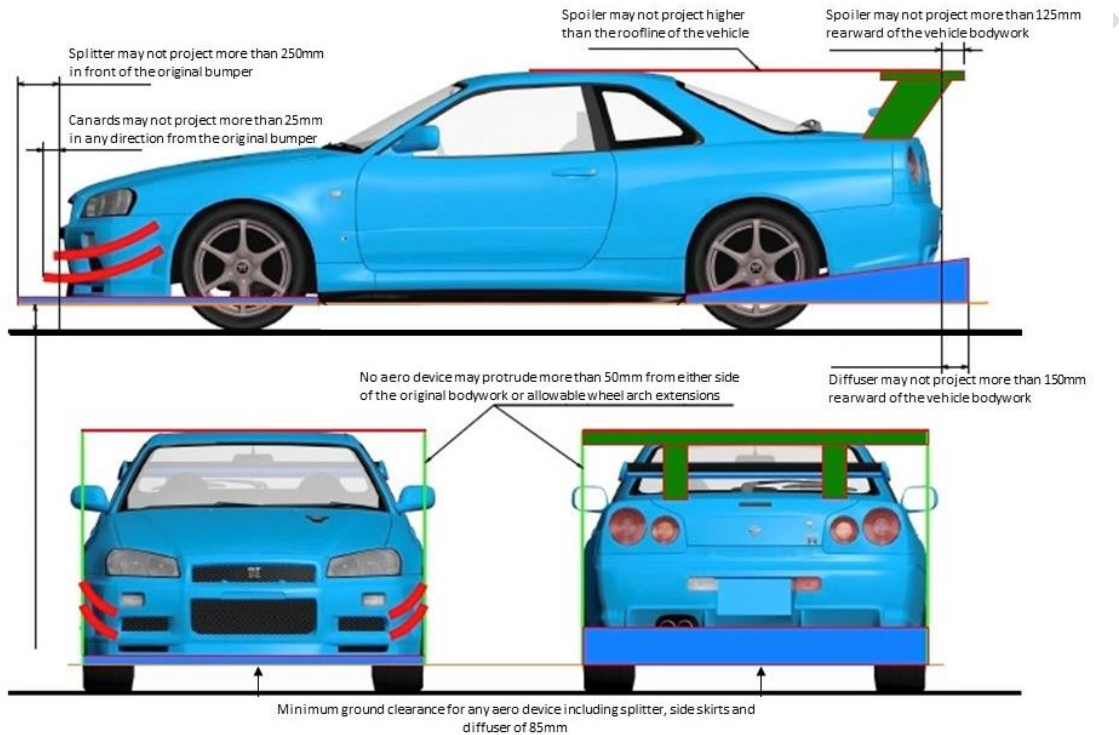 Spoiler may not project higher
than the roofline of the vehicle
Spoiler may not project more than 125mm
rearward of the vehicle bodywork
Splitter may not project more than 250mm
in front of the original bumper
Canards may not project more than 25mm
in any direction from the original bumper
No aero device may protrude more than 50mm from either side
of the original bodywork or allowable wheel arch extensions
Diffuser may not project more than 150mm
rearward of the vehicle bodywork
Minimum ground clearance for any aero device including splitter, side skirts and
diffuser of 85mm